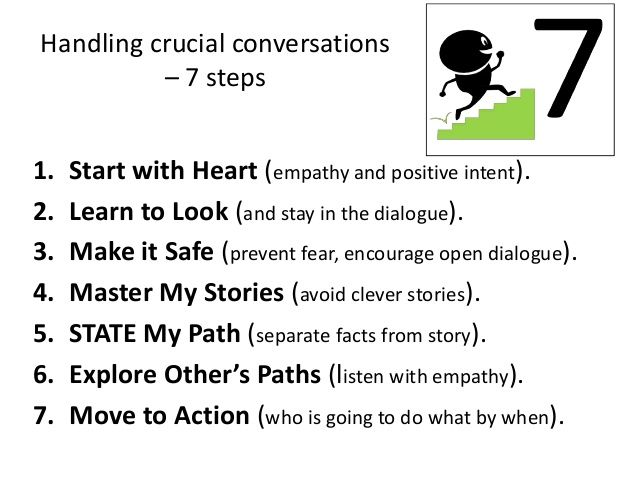 Handling crucial conversations
– 7 steps
7
1. Start with Heart (empathy and positive intent).
2. Learn to Look (and stay in the dialogue).
3. Make it Safe (prevent fear, encourage open dialogue).
4. Master My Stories (avoid clever stories).
5. STATE My Path (separate facts from story).
6. Explore Other’s Paths (listen with empathy).
7. Move to Action (who is going to do what by when).